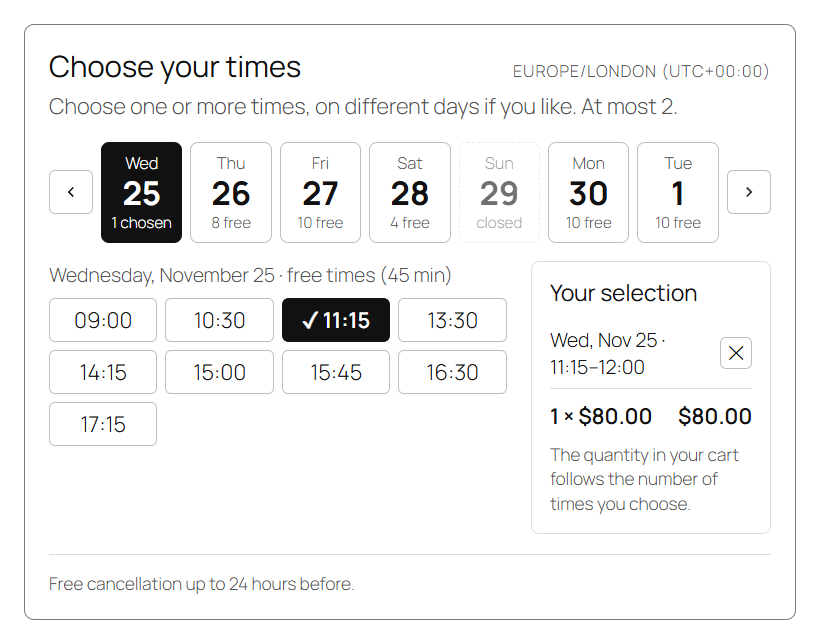 Choose your times
EUROPE/LONDON (UTC+00:00)
Choose one or more times, on different days if you like. At most 2.
Wed
25
1 chosen
Thu
26
8 free
Fri
27
10 free
Sat
28
4 free
Sun
29
closed
Mon
30
10 free
Tue
1
10 free
Wednesday, November 25 · free times (45 min)
09:00
10:30
✓ 11:15
13:30
14:15
15:00
15:45
16:30
17:15
Your selection
Wed, Nov 25 ·
11:15–12:00
1 × $80.00 $80.00
The quantity in your cart
follows the number of
times you choose.
Free cancellation up to 24 hours before.